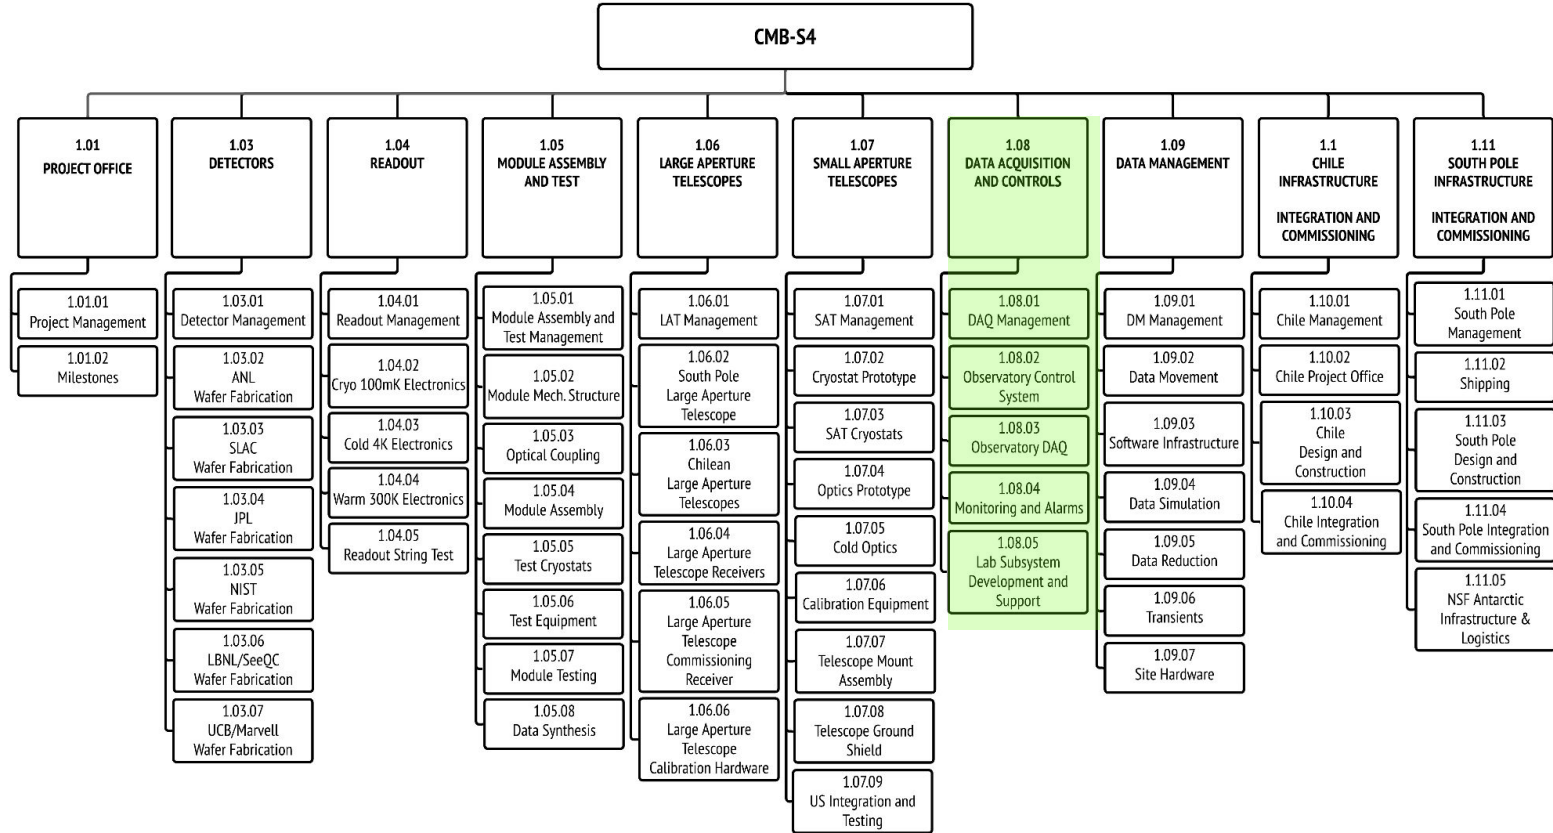 CMB-S4
1.01
PROJECT OFFICE
1.01.01
Project Management
1.01.02
Milestones
1.03
DETECTORS
1.03.01
Detector Management
1.03.02
ANL
Wafer Fabrication
1.03.03
SLAC
Wafer Fabrication
1.03.04
JPL
Wafer Fabrication
1.03.05
NIST
Wafer Fabrication
1.03.06
LBNL/SeeQC
Wafer Fabrication
1.03.07
UCB/Marvell
Wafer Fabrication
1.04
READOUT
1.04.01
Readout Management
1.04.02
Cryo 100mK Electronics
1.04.03
Cold 4K Electronics
1.04.04
Warm 300K Electronics
1.04.05
Readout String Test
1.05
MODULE ASSEMBLY
AND TEST
1.05.01
Module Assembly and
Test Management
1.05.02
Module Mech. Structure
1.05.03
Optical Coupling
1.05.04
Module Assembly
1.05.05
Test Cryostats
1.05.06
Test Equipment
1.05.07
Module Testing
1.05.08
Data Synthesis
1.06
LARGE APERTURE
TELESCOPES
1.06.01
LAT Management
1.06.02
South Pole
Large Aperture
Telescope
1.06.03
Chilean
Large Aperture
Telescopes
1.06.04
Large Aperture
Telescope Receivers
1.06.05
Large Aperture
Telescope
Commissioning
Receiver
1.06.06
Large Aperture
Telescope
Calibration Hardware
1.07
SMALL APERTURE
TELESCOPES
1.07.01
SAT Management
1.07.02
Cryostat Prototype
1.07.03
SAT Cryostats
1.07.04
Optics Prototype
1.07.05
Cold Optics
1.07.06
Calibration Equipment
1.07.07
Telescope Mount
Assembly
1.07.08
Telescope Ground
Shield
1.07.09
US Integration and
Testing
1.08
DATA ACQUISITION
AND CONTROLS
1.08.01
DAQ Management
1.08.02
Observatory Control
System
1.08.03
Observatory DAQ
1.08.04
Monitoring and Alarms
1.08.05
Lab Subsystem
Development and
Support
1.09
DATA MANAGEMENT
1.09.01
DM Management
1.09.02
Data Movement
1.09.03
Software Infrastructure
1.09.04
Data Simulation
1.09.05
Data Reduction
1.09.06
Transients
1.09.07
Site Hardware
1.1
CHILE
INFRASTRUCTURE
INTEGRATION AND
COMMISSIONING
1.10.01
Chile Management
1.10.02
Chile Project Office
1.10.03
Chile
Design and
Construction
1.10.04
Chile Integration
and Commissioning
1.11
SOUTH POLE
INFRASTRUCTURE
INTEGRATION AND
COMMISSIONING
1.11.01
South Pole
Management
1.11.02
Shipping
1.11.03
South Pole
Design and
Construction
1.11.04
South Pole Integration
and Commissioning
1.11.05
NSF Antarctic
Infrastructure &
Logistics